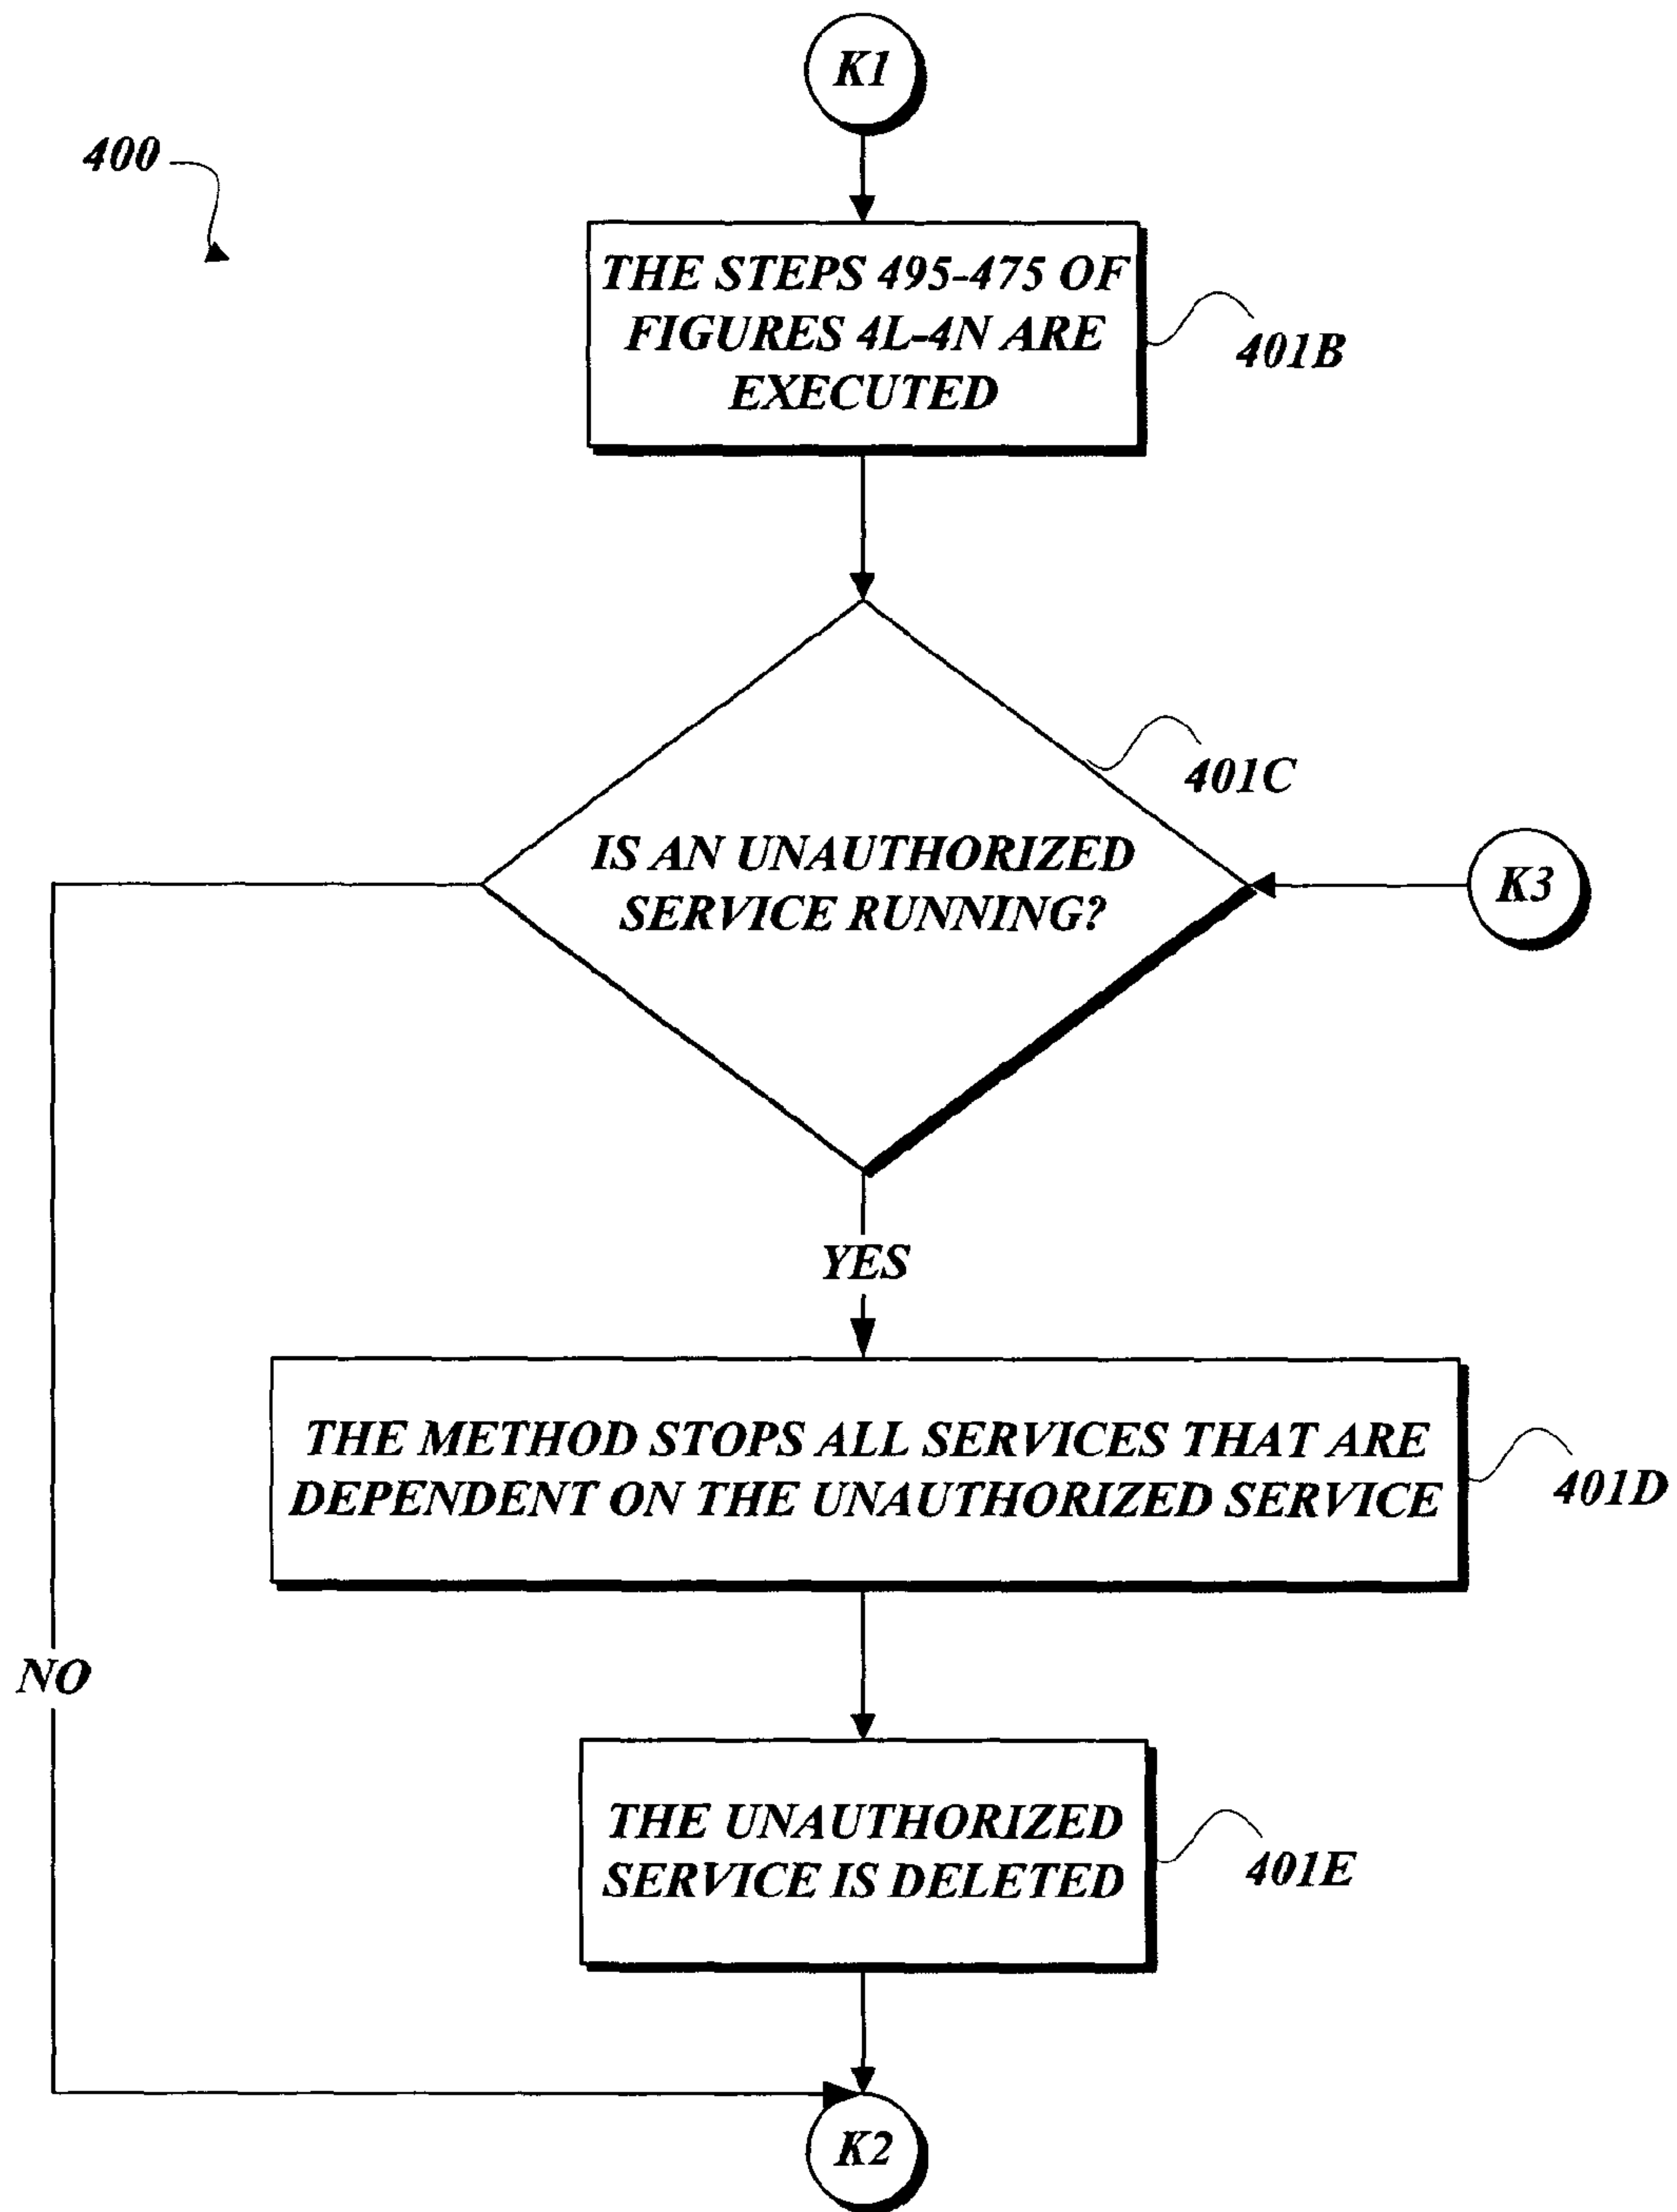 K1
400
THE STEPS 495-475 OF
FIGURES 4L-4N ARE
EXECUTED
401B
401C
IS AN UNAUTHORIZED
SERVICE RUNNING?
K3
YES
THE METHOD STOPS ALL SERVICES THAT ARE
DEPENDENT ON THE UNAUTHORIZED SERVICE
401D
NO
THE UNAUTHORIZED
SERVICE IS DELETED
401E
K2